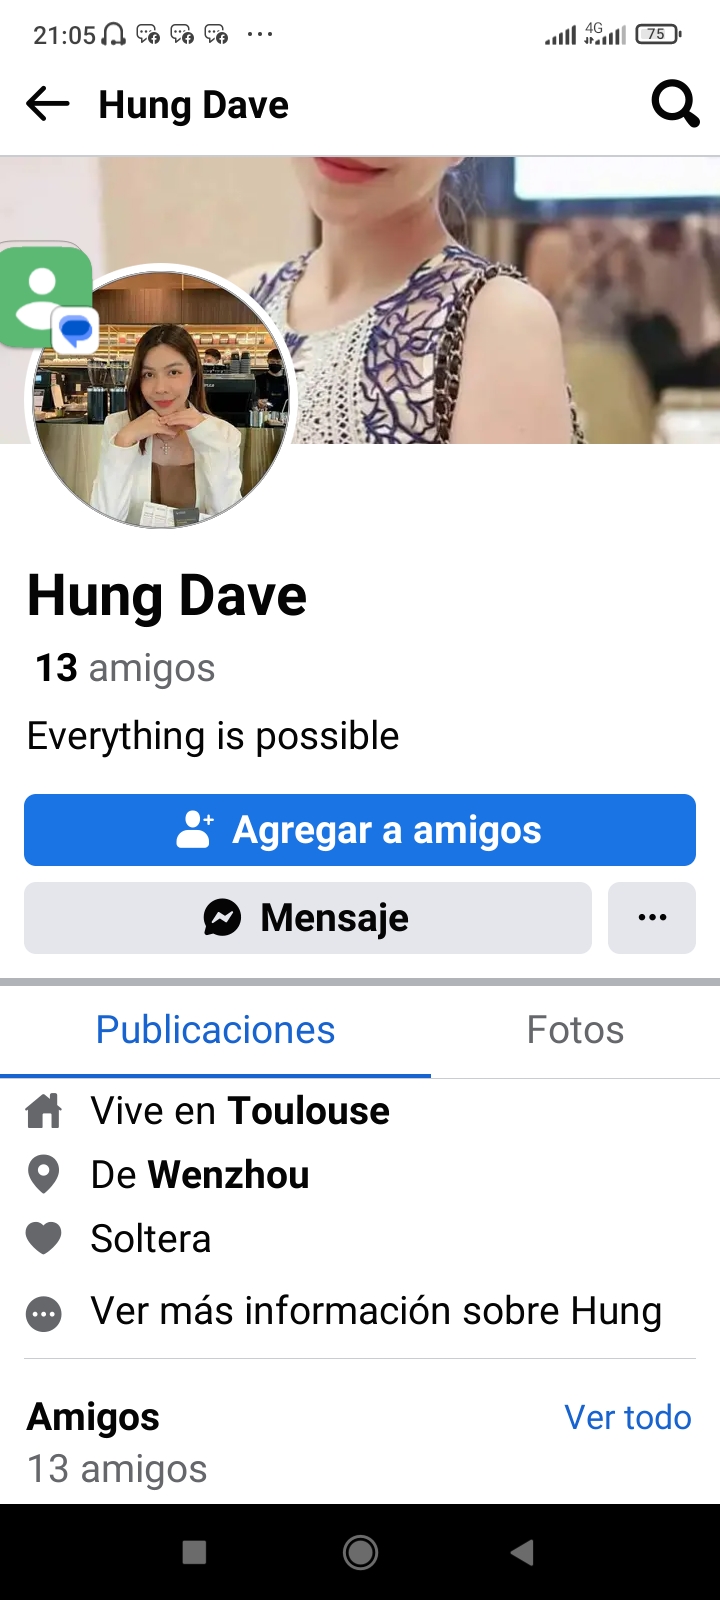 21:05
4G
75
Hung Dave
Hung Dave
13 amigos
Everything is possible
Agregar a amigos
Mensaje
Publicaciones
Fotos
Vive en Toulouse
De Wenzhou
Soltera
Ver más información sobre Hung
Amigos
Ver todo
13 amigos